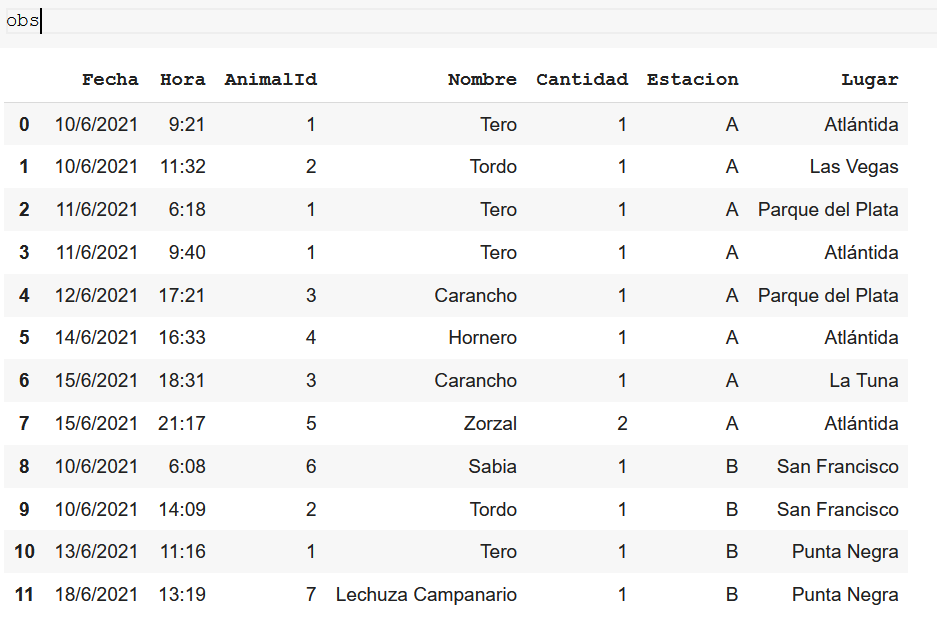 obs
Fecha Hora AnimalId Nombre Cantidad Estacion Lugar
0 10/6/2021 9:21 1 Tero 1 A Atlántida
1 10/6/2021 11:32 2 Tordo 1 A Las Vegas
2 11/6/2021 6:18 1 Tero 1 A Parque del Plata
3 11/6/2021 9:40 1 Tero 1 A Atlántida
4 12/6/2021 17:21 3 Carancho 1 A Parque del Plata
5 14/6/2021 16:33 4 Hornero 1 A Atlántida
6 15/6/2021 18:31 3 Carancho 1 A La Tuna
7 15/6/2021 21:17 5 Zorzal 2 A Atlántida
8 10/6/2021 6:08 6 Sabia 1 B San Francisco
9 10/6/2021 14:09 2 Tordo 1 B San Francisco
10 13/6/2021 11:16 1 Tero 1 B Punta Negra
11 18/6/2021 13:19 7 Lechuza Campanario 1 B Punta Negra